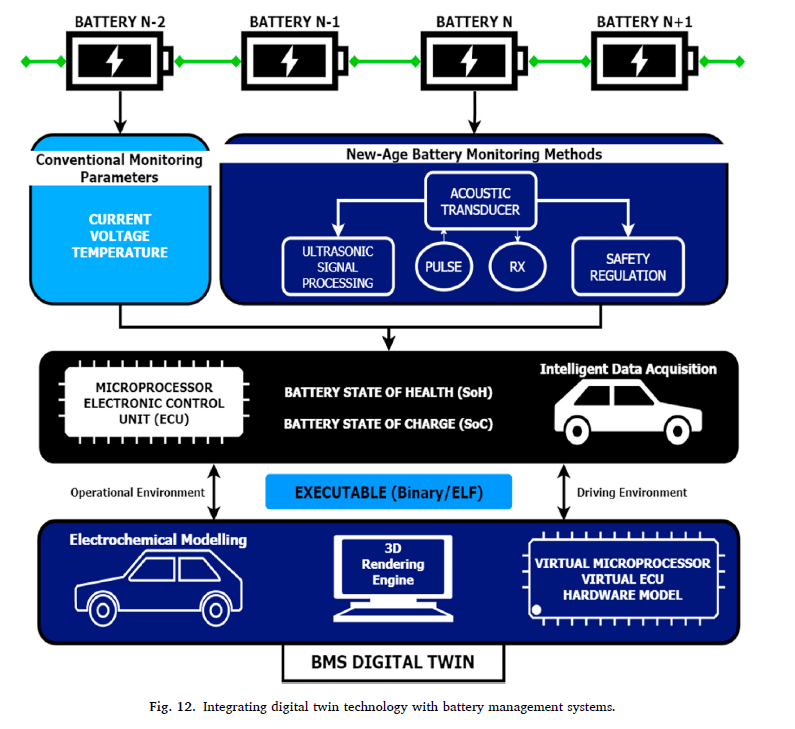 BATTERY N-2
BATTERY N-1
BATTERY N
BATTERY N+1
Conventional Monitoring
Parameters
CURRENT
VOLTAGE
TEMPERATURE
New-Age Battery Monitoring Methods
ACOUSTIC
TRANSDUCER
ULTRASONIC
SIGNAL
PROCESSING
PULSE
RX
SAFETY
REGULATION
MICROPROCESSOR
ELECTRONIC CONTROL
UNIT (ECU)
BATTERY STATE OF HEALTH (SoH)
BATTERY STATE OF CHARGE (SoC)
Intelligent Data Acquisition
Operational Environment
EXECUTABLE (Binary/ELF)
Driving Environment
Electrochemical Modelling
3D
Rendering
Engine
VIRTUAL MICROPROCESSOR
VIRTUAL ECU
HARDWARE MODEL
BMS DIGITAL TWIN
Fig. 12. Integrating digital twin technology with battery management systems.